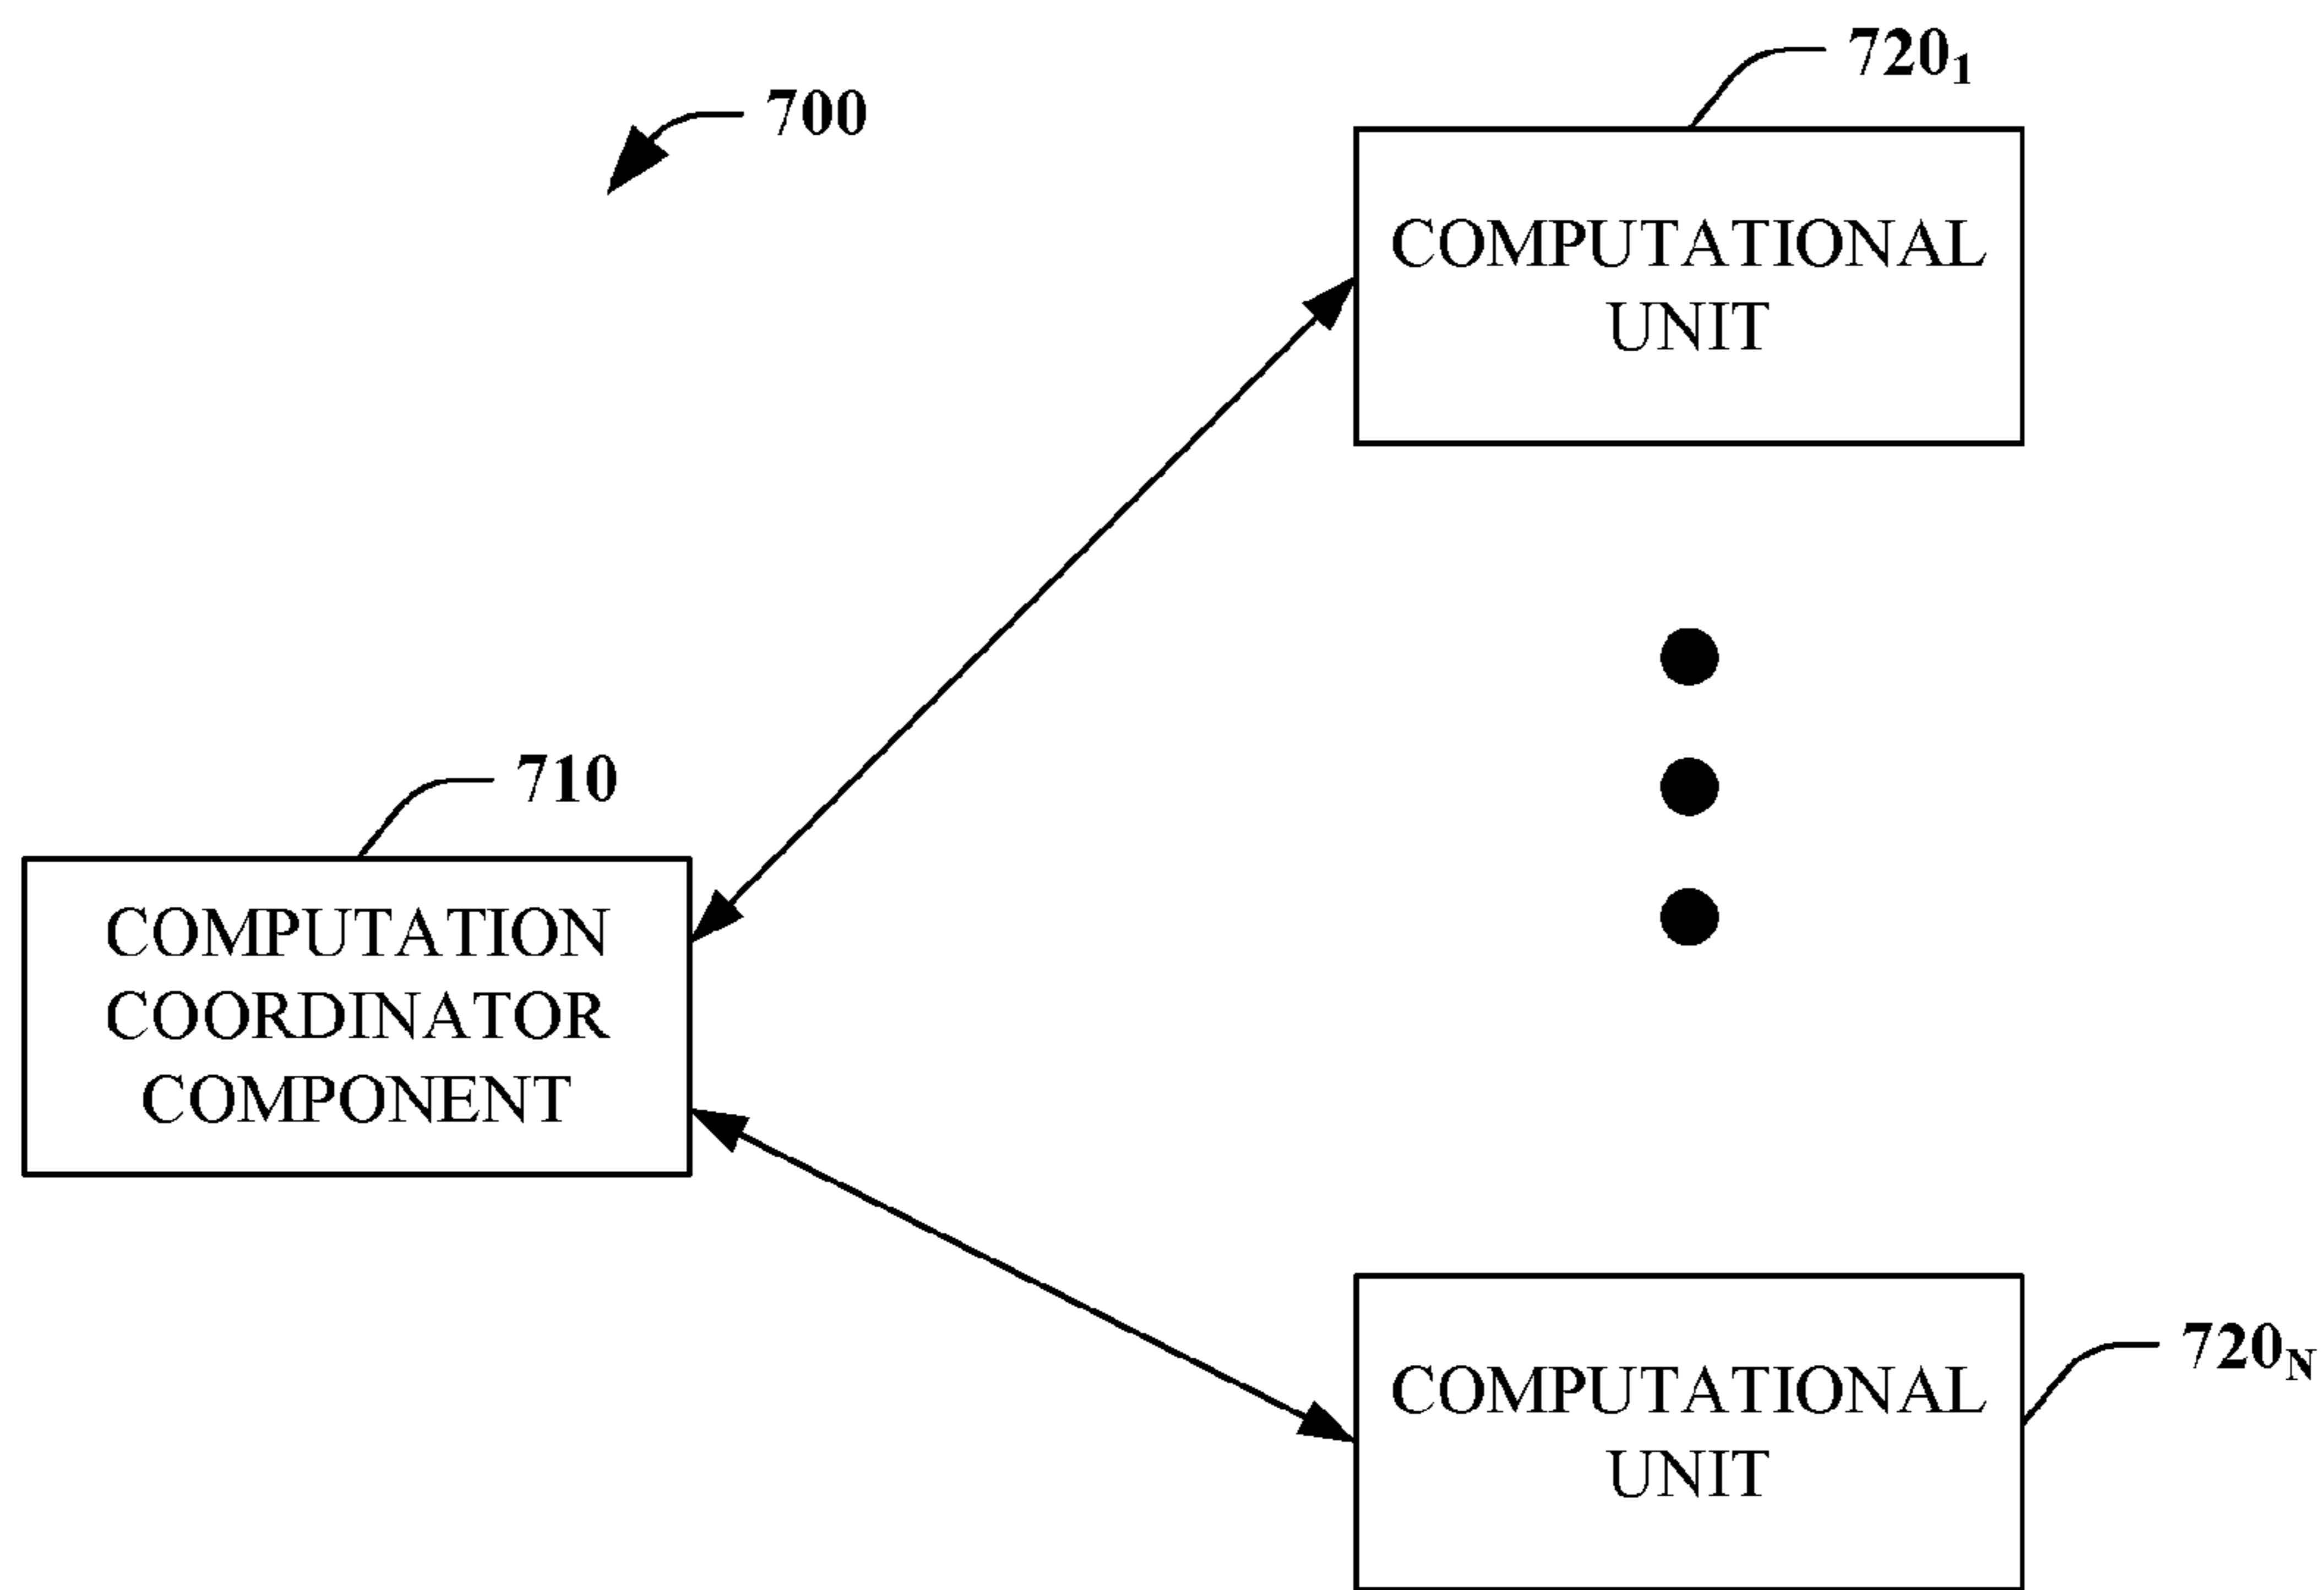 720₁
700
COMPUTATIONAL
UNIT
710
COMPUTATION
COORDINATOR
COMPONENT
720ₙ
COMPUTATIONAL
UNIT